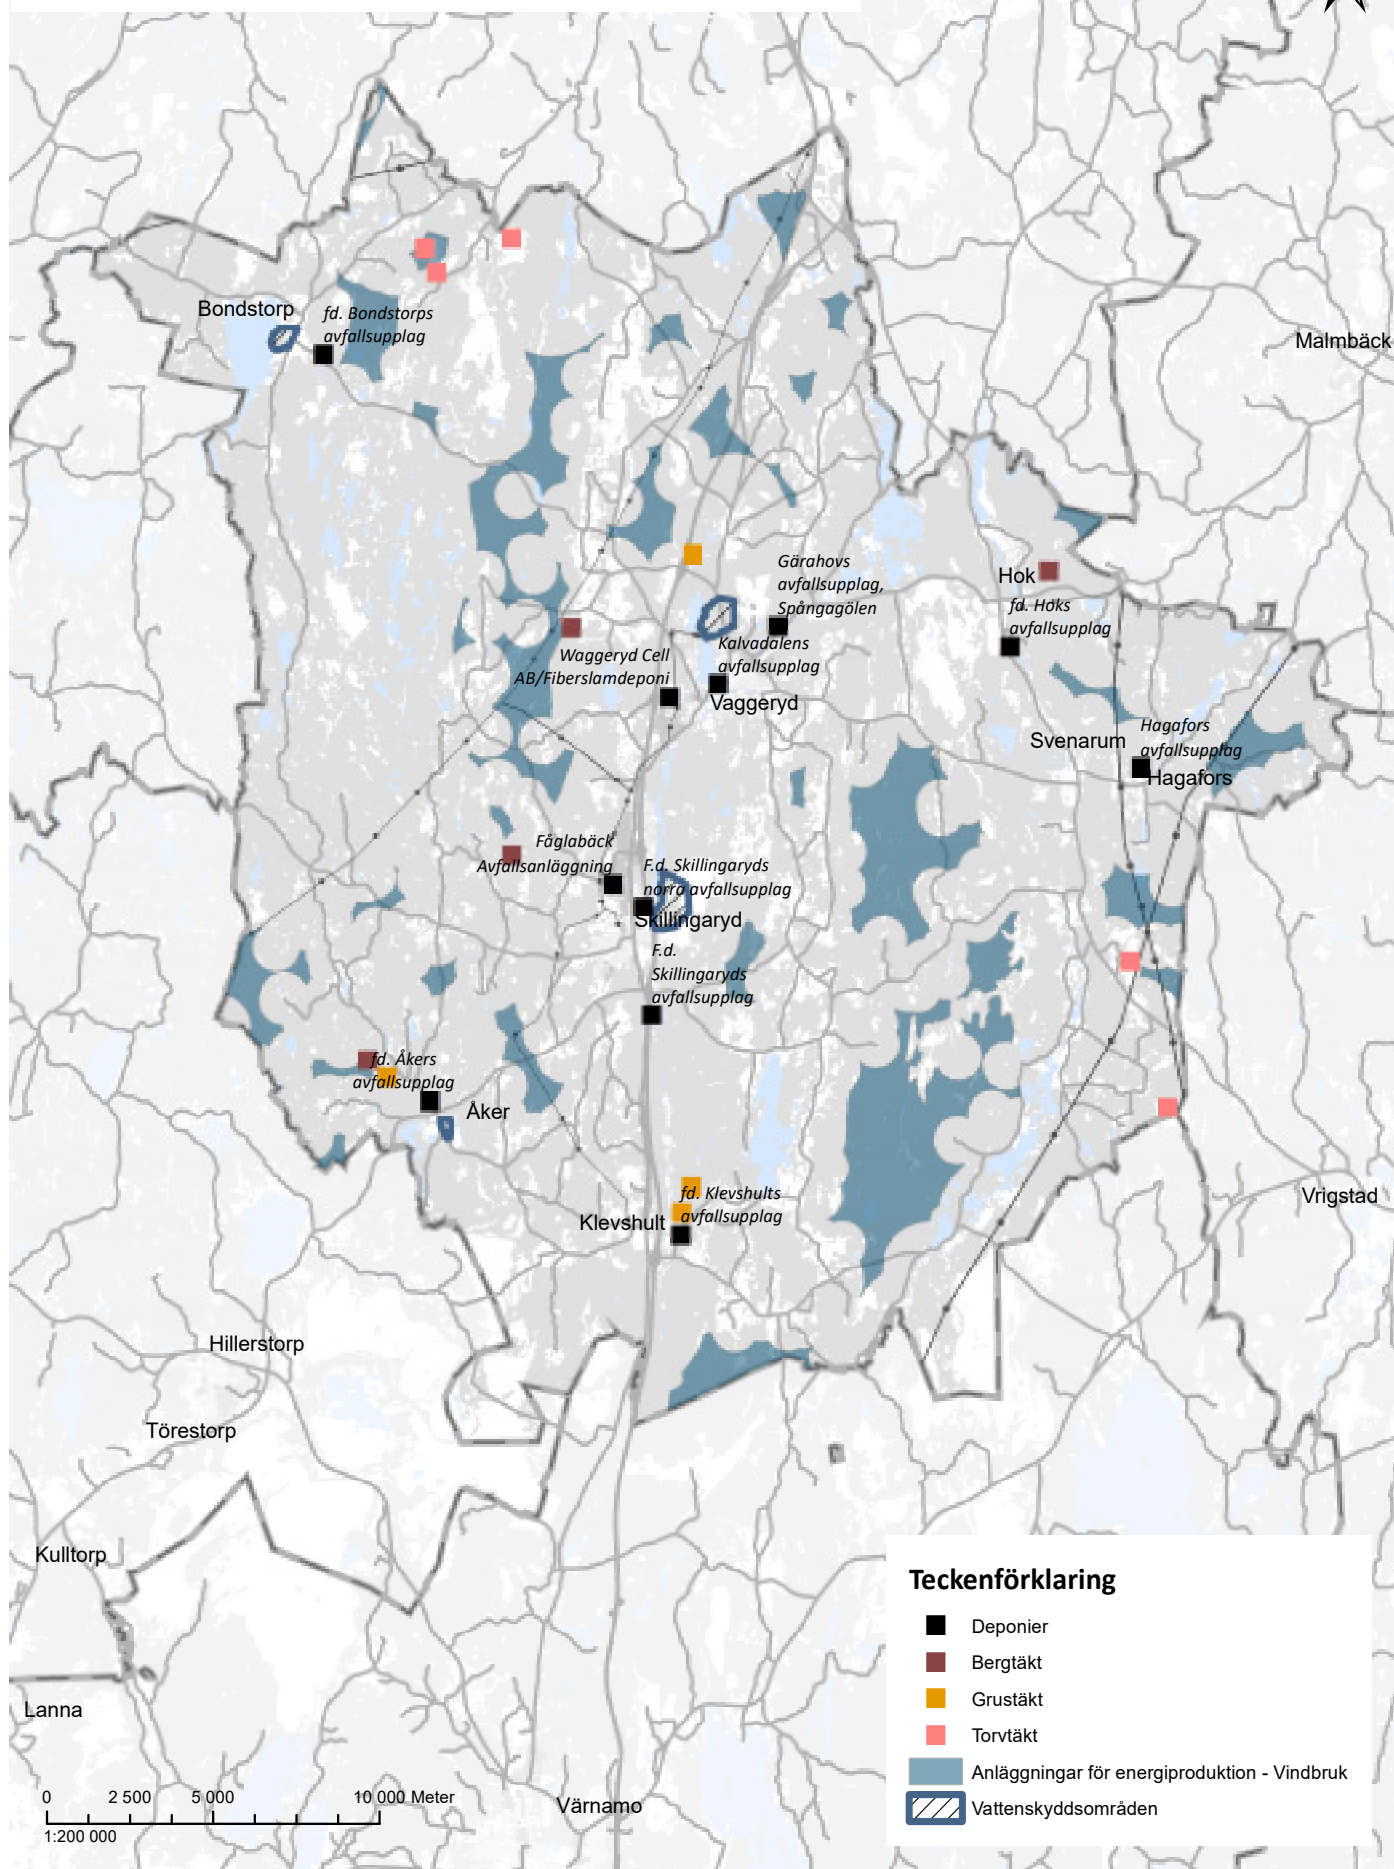 Bondstorp
fd. Bondstorps
avfallsupplag
Malmbäck
Gärahovs
avfallsupplag,
Spångagölen
Hok
fd. Hoks
avfallsupplag
Kalvadalens
avfallsupplag
Waggeryd Cell
AB/Fiberslamdeponi
Vaggeryd
Svenarum
Hagafors
avfallsupplag
Hagafors
Fåglabäck
Avfallsanläggning
F.d. Skillingaryds
norra avfallsupplag
Skillingaryd
F.d.
Skillingaryds
avfallsupplag
fd. Åkers
avfallsupplag
Åker
fd. Klevshults
avfallsupplag
Klevshult
Vrigstad
Hillerstorp
Törestorp
Kulltorp
Lanna
Värnamo
0 2 500 5 000 10 000 Meter
1:200 000
Teckenförklaring
Deponier
Bergtäkt
Grustäkt
Torvtäkt
Anläggningar för energiproduktion - Vindbruk
Vattenskyddsområden